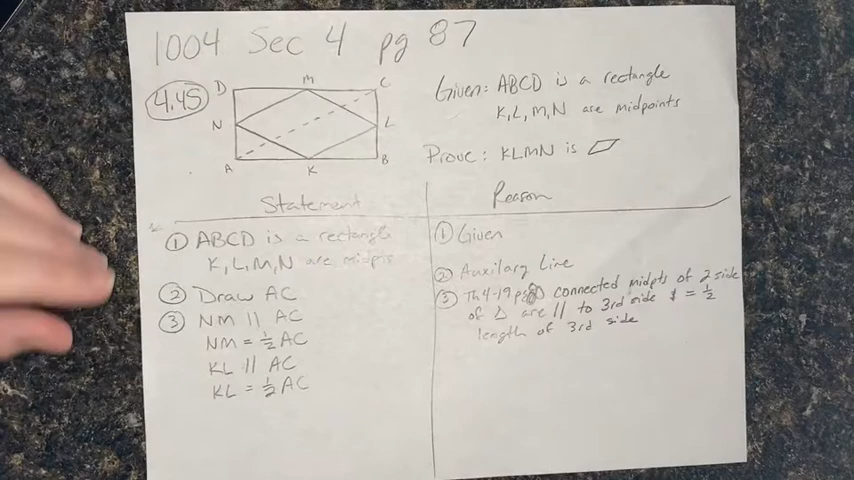 1004 Sec 4 pg 87
4.45
D M C
N L
A K B
Given: ABCD is a rectangle
K, L, M, N are midpoints
Prove: KLMN is ▱
Statement
Reason
① ABCD is a rectangle
K, L, M, N are midpts
① Given
② Draw AC
② Auxilary Line
③ NM || AC
NM = ½ AC
KL || AC
KL = ½ AC
③ Th 4-19 connected midpts of 2 side
of △ are // to 3rd side & = ½
length of 3rd side